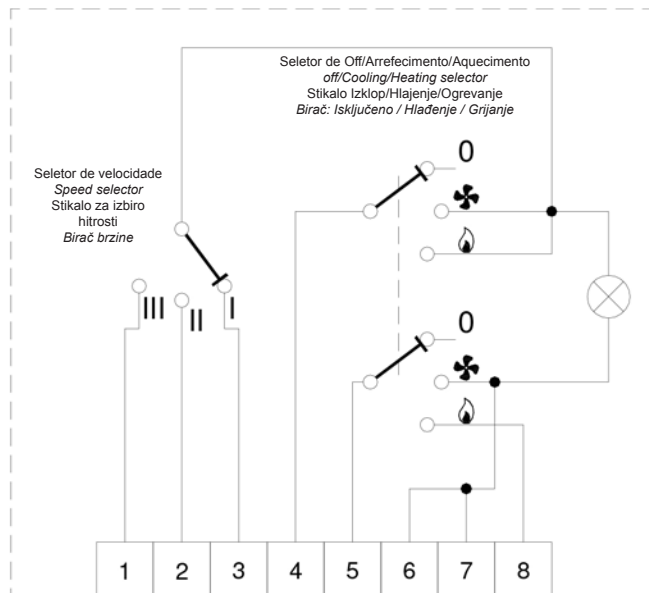 Seletor de Off/Arrefecimento/Aquecimento
off/Cooling/Heating selector
Stikalo Izklop/Hlajenje/Ogrevanje
Birač: Isključeno / Hlađenje / Grijanje
0
Seletor de velocidade
Speed selector
Stikalo za izbiro
hitrosti
Birač brzine
III
II
I
0
1 2 3 4 5 6 7 8